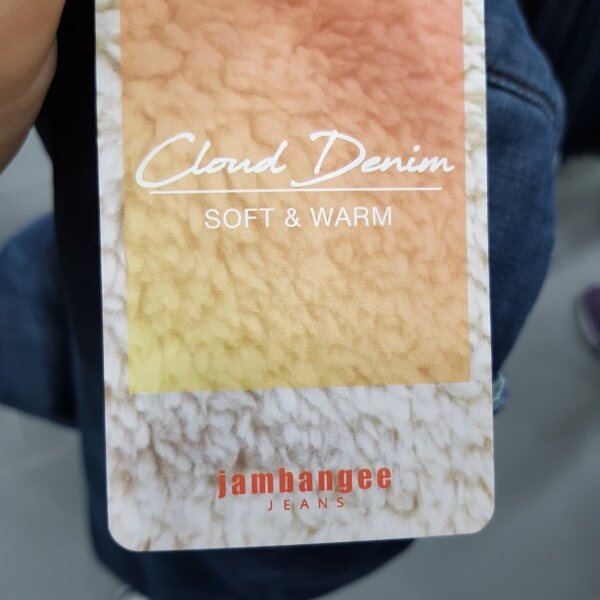 Cloud Denim
SOFT & WARM
jambangee
JEANS